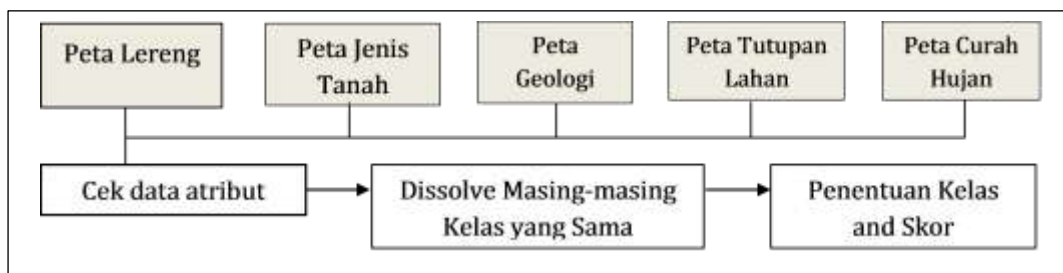 Peta Lereng
Peta Jenis
Tanah
Peta
Geologi
Peta Tutupan
Lahan
Peta Curah
Hujan
Cek data atribut
Dissolve Masing-masing
Kelas yang Sama
Penentuan Kelas
and Skor